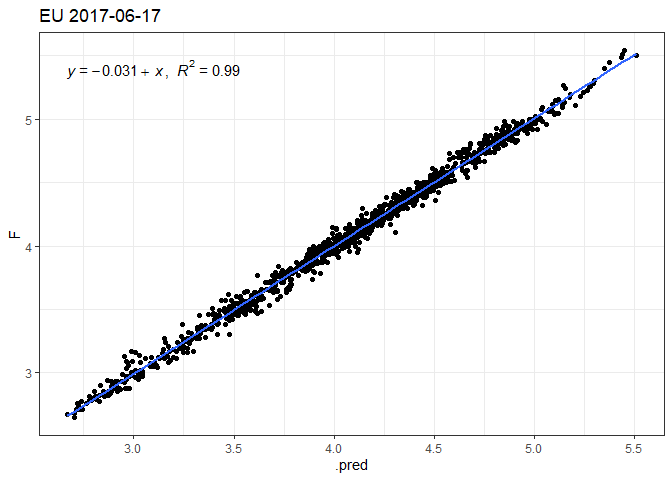 EU 2017-06-17
y = −0.031 + x , R² = 0.99
5
4
3
F
3.0 3.5 4.0 4.5 5.0 5.5
.pred